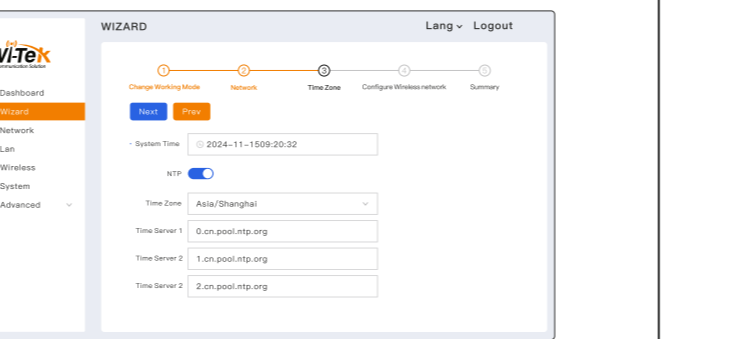 WIZARD
Lang Logout
Wi-Tek
1 2 3 4 5
Change Working Mode Network Time Zone Configure Wireless network Summary
Dashboard
Wizard
Network
Lan
Wireless
System
Advanced
Next Prev
- System Time 2024-11-1509:20:32
NTP
Time Zone Asia/Shanghai
Time Server 1 0.cn.pool.ntp.org
Time Server 2 1.cn.pool.ntp.org
Time Server 2 2.cn.pool.ntp.org